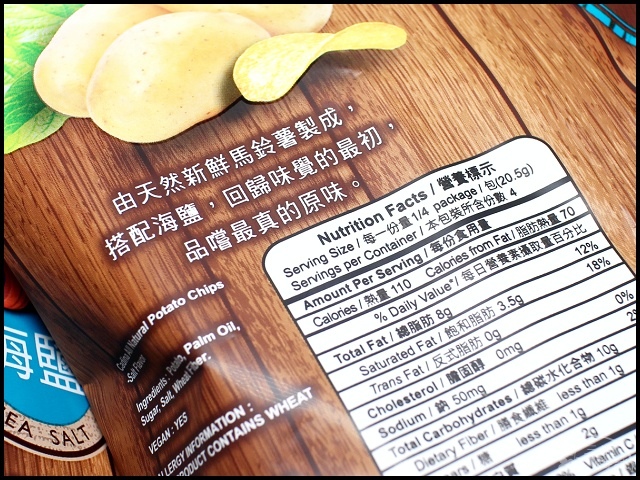 由天然新鮮馬鈴薯製成，
搭配海鹽，回歸味覺的最初，
品嚐最真的原味。
Nutrition Facts / 營養標示
Serving Size / 每一份量 1/4 package / 包(20.5g)
Servings per Container / 本包裝所含份數 4
Amount Per Serving / 每份食用量
Calories / 熱量 110 Calories from Fat / 脂肪熱量 70
% Daily Value* / 每日營養素攝取量百分比
Total Fat / 總脂肪 8g 12%
Saturated Fat / 飽和脂肪 3.5g 18%
Trans Fat / 反式脂肪 0g
Cholesterol / 膽固醇 0mg 0%
Sodium / 鈉 50mg
Total Carbohydrates / 總碳水化合物 10g
Dietary Fiber / 膳食纖維 less than 1g
/ 糖 less than 1g
2g
Vitamin C
Natural Potato Chips
-Salt Flavor
Ingredients: Potato, Palm Oil,
Sugar, Salt, Wheat Fiber.
VEGAN : YES
ALLERGY INFORMATION :
PRODUCT CONTAINS WHEAT
鹽
SEA SALT